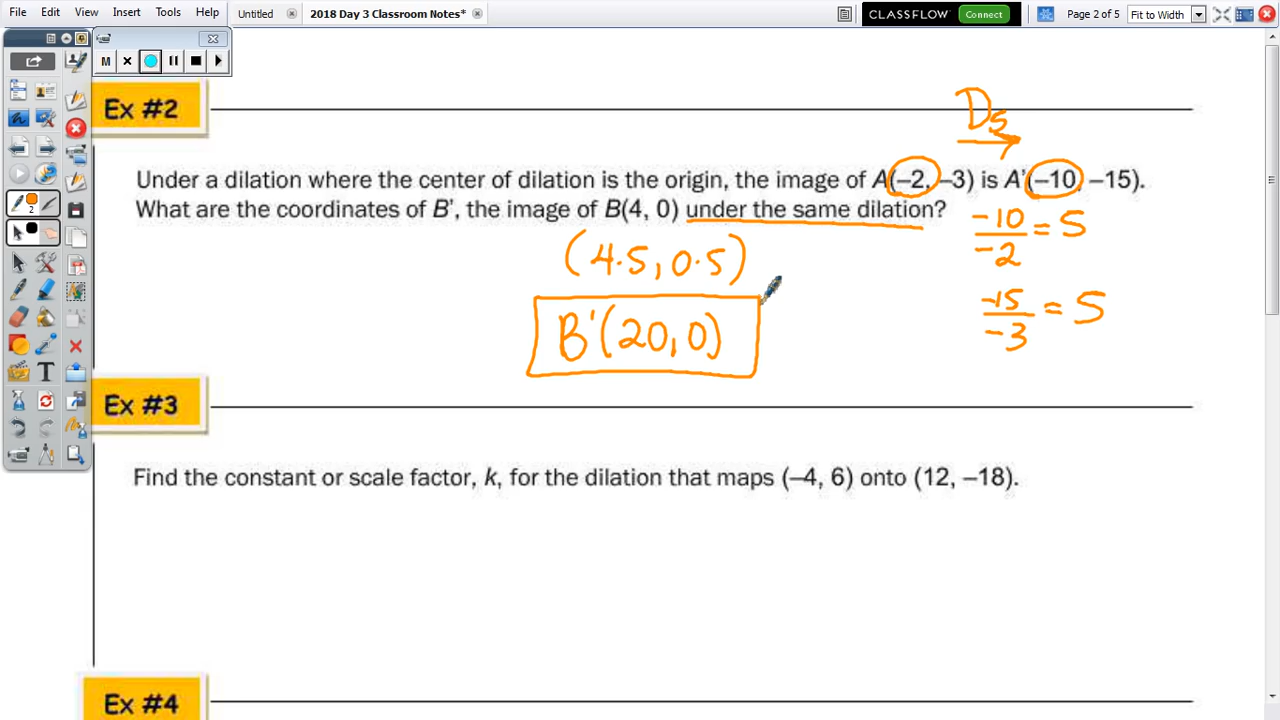 File Edit View Insert Tools Help Untitled 2018 Day 3 Classroom Notes* CLASSFLOW Connect Page 2 of 5 Fit to Width
M
Ex #2
D5
Under a dilation where the center of dilation is the origin, the image of A(–2, –3) is A'(–10, –15).
What are the coordinates of B', the image of B(4, 0) under the same dilation?
-10/-2 = 5
(4·5, 0·5)
-15/-3 = 5
B'(20,0)
Ex #3
Find the constant or scale factor, k, for the dilation that maps (–4, 6) onto (12, –18).
Ex #4